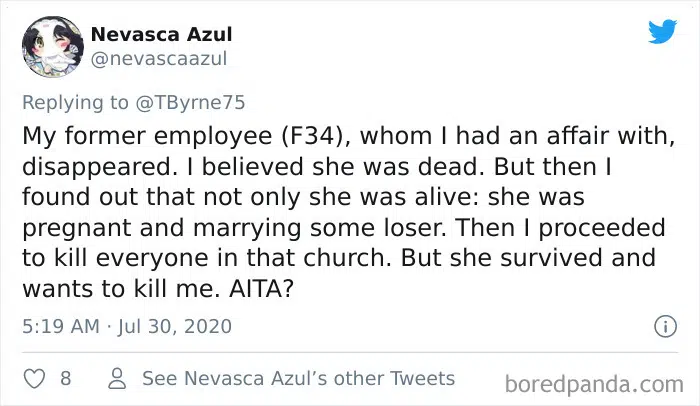 Nevasca Azul
@nevascaazul
Replying to @TByrne75
My former employee (F34), whom I had an affair with,
disappeared. I believed she was dead. But then I
found out that not only she was alive: she was
pregnant and marrying some loser. Then I proceeded
to kill everyone in that church. But she survived and
wants to kill me. AITA?
5:19 AM · Jul 30, 2020
8 See Nevasca Azul’s other Tweets
boredpanda.com